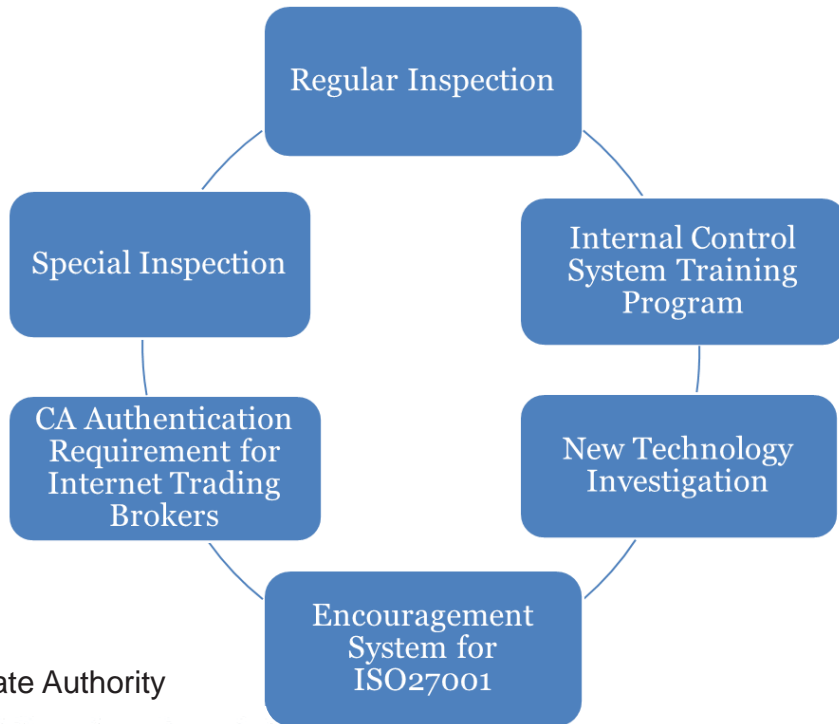 Regular Inspection
Special Inspection
Internal Control
System Training
Program
CA Authentication
Requirement for
Internet Trading
Brokers
New Technology
Investigation
Encouragement
System for
ISO27001
Authority